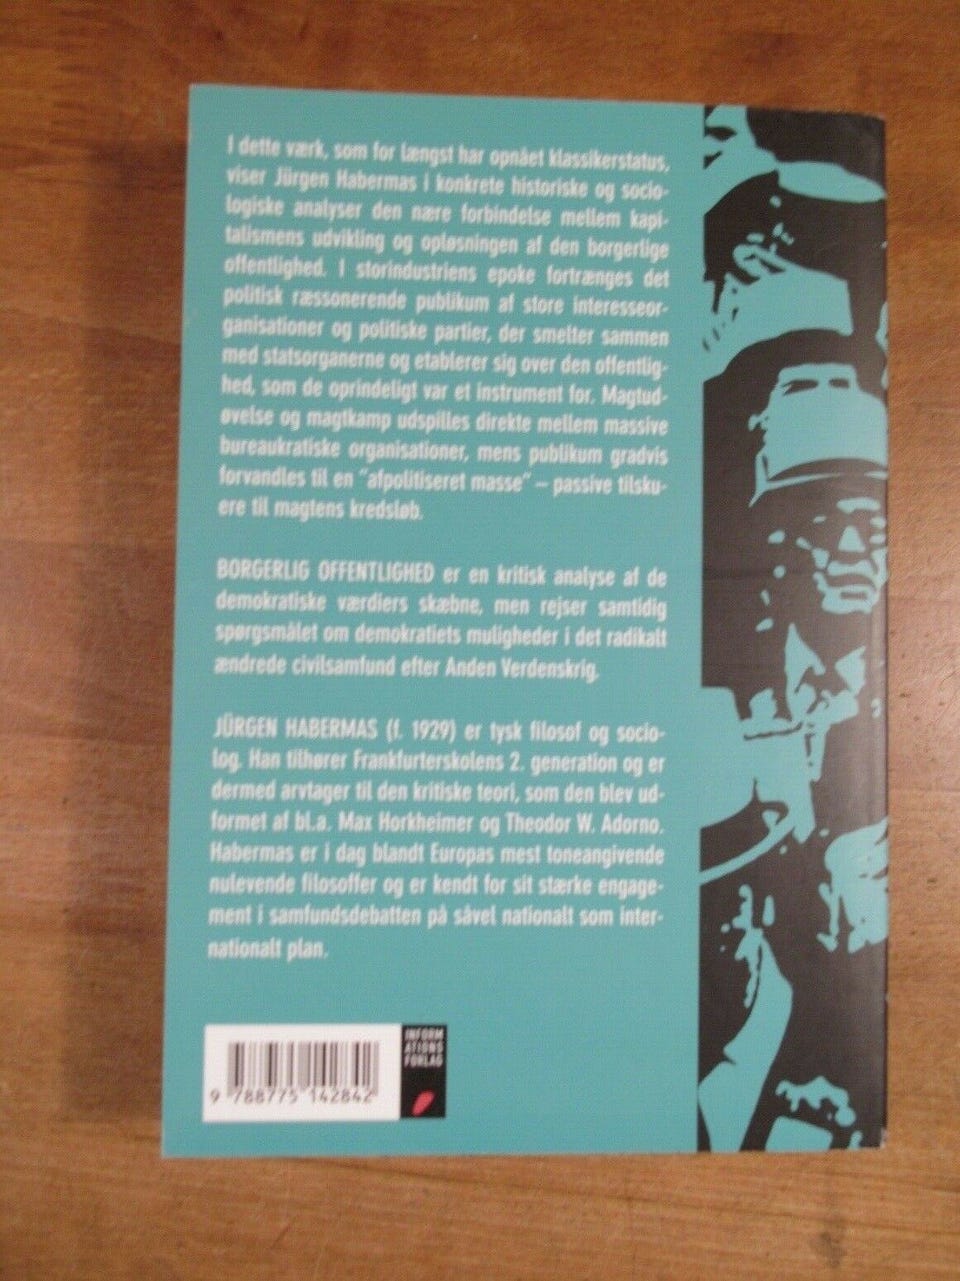 I dette værk, som for længst har opnået klassikerstatus,
viser Jürgen Habermas i konkrete historiske og socio-
logiske analyser den nære forbindelse mellem kapi-
talismens udvikling og opløsningen af den borgerlige
offentlighed. I storindustriens epoke fortrænges det
politisk ræssonerende publikum af store interesseor-
ganisationer og politiske partier, der smelter sammen
med statsorganerne og etablerer sig over den offentlig-
hed, som de oprindeligt var et instrument for. Magtud-
øvelse og magtkamp udspilles direkte mellem massive
bureaukratiske organisationer, mens publikum gradvis
forvandles til en "afpolitiseret masse" – passive tilsku-
ere til magtens kredsløb.
BORGERLIG OFFENTLIGHED er en kritisk analyse af de
demokratiske værdiers skæbne, men rejser samtidig
spørgsmålet om demokratiets muligheder i det radikalt
ændrede civilsamfund efter Anden Verdenskrig.
JÜRGEN HABERMAS (f. 1929) er tysk filosof og socio-
log. Han tilhører Frankfurterskolens 2. generation og er
dermed arvtager til den kritiske teori, som den blev ud-
formet af bl.a. Max Horkheimer og Theodor W. Adorno.
Habermas er i dag blandt Europas mest toneangivende
nulevende filosoffer og er kendt for sit stærke engage-
ment i samfundsdebatten på såvel nationalt som inter-
nationalt plan.
INFORM
ATIONS
FORLAG
9 788775 142842